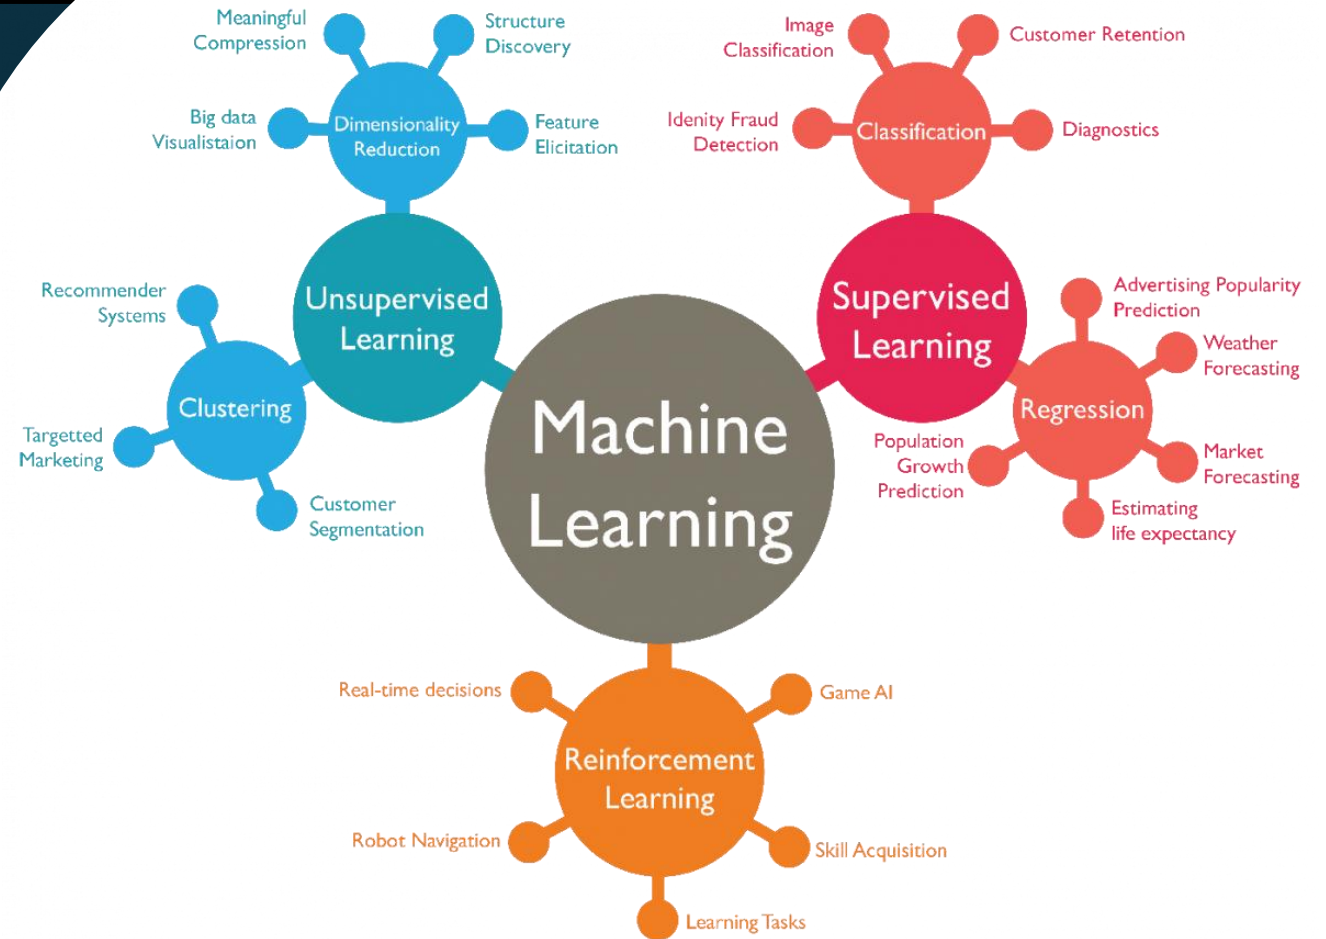 Meaningful
Compression
Structure
Discovery
Big data
Visualistaion
Dimensionality
Reduction
Feature
Elicitation
Image
Classification
Customer Retention
Idenity Fraud
Detection
Classification
Diagnostics
Recommender
Systems
Unsupervised
Learning
Clustering
Targetted
Marketing
Customer
Segmentation
Machine
Learning
Supervised
Learning
Advertising Popularity
Prediction
Weather
Forecasting
Regression
Population
Growth
Prediction
Market
Forecasting
Estimating
life expectancy
Real-time decisions
Game AI
Reinforcement
Learning
Robot Navigation
Skill Acquisition
Learning Tasks